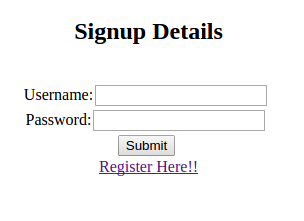 Signup Details
Username:
Password:
Submit
Register Here!!